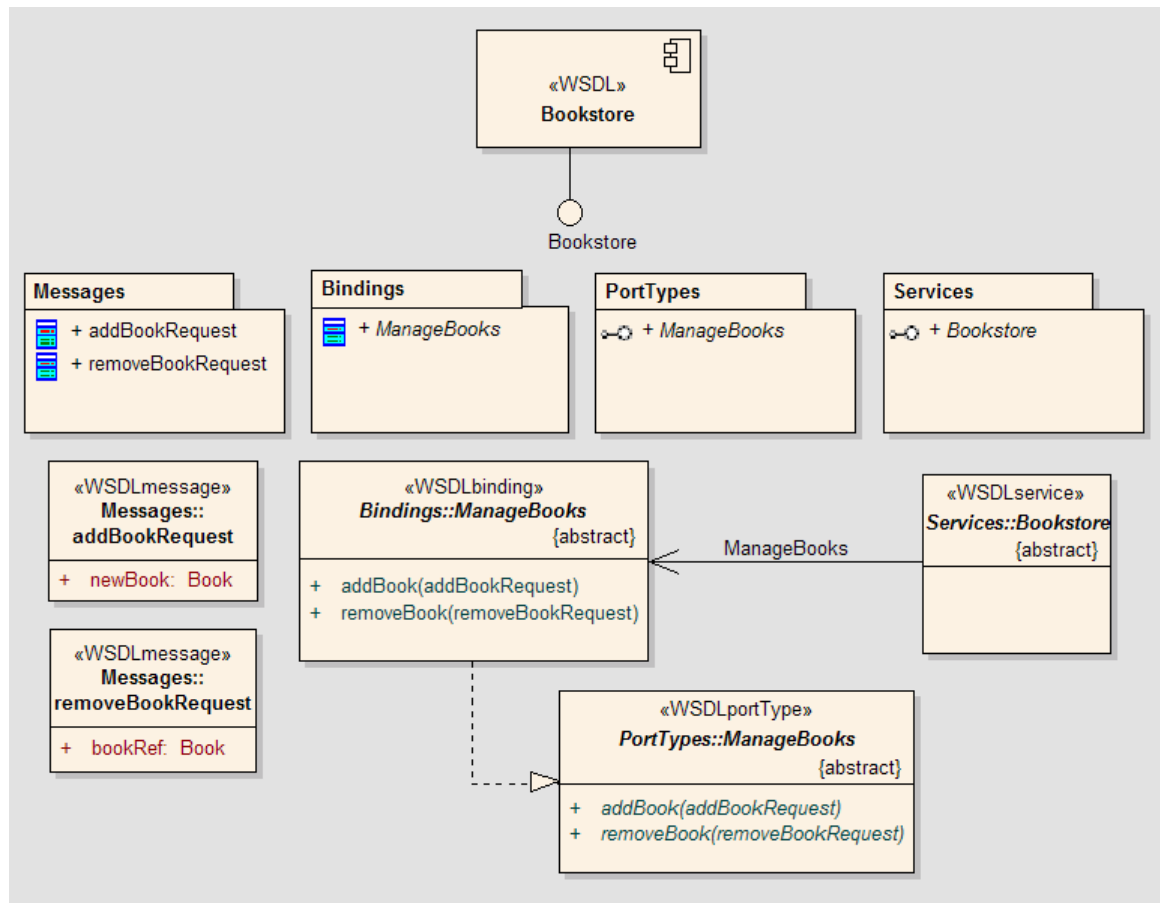 «WSDL»
Bookstore
Bookstore
Messages
+ addBookRequest
+ removeBookRequest
Bindings
+ ManageBooks
PortTypes
+ ManageBooks
Services
+ Bookstore
«WSDLmessage»
Messages::
addBookRequest
+ newBook: Book
«WSDLmessage»
Messages::
removeBookRequest
+ bookRef: Book
«WSDLbinding»
Bindings::ManageBooks
{abstract}
+ addBook(addBookRequest)
+ removeBook(removeBookRequest)
ManageBooks
«WSDLservice»
Services::Bookstore
{abstract}
«WSDLportType»
PortTypes::ManageBooks
{abstract}
+ addBook(addBookRequest)
+ removeBook(removeBookRequest)